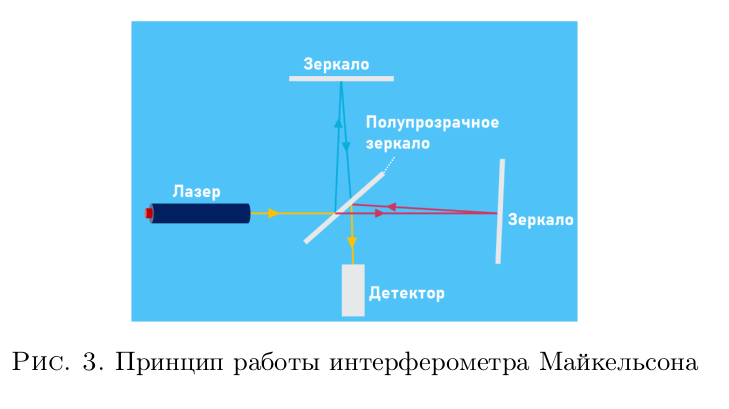 Зеркало
Полупрозрачное
зеркало
Лазер
Зеркало
Детектор
Рис. 3. Принцип работы интерферометра Майкельсона